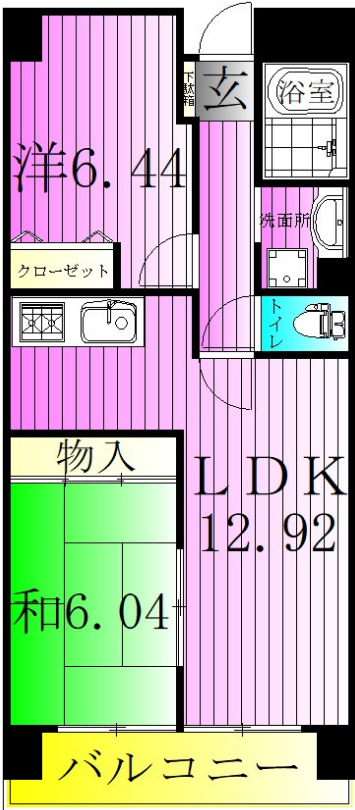 下駄箱
玄
浴室
洋6.44
洗面所
クローゼット
トイレ
物入
LDK
12.92
和6.04
バルコニー